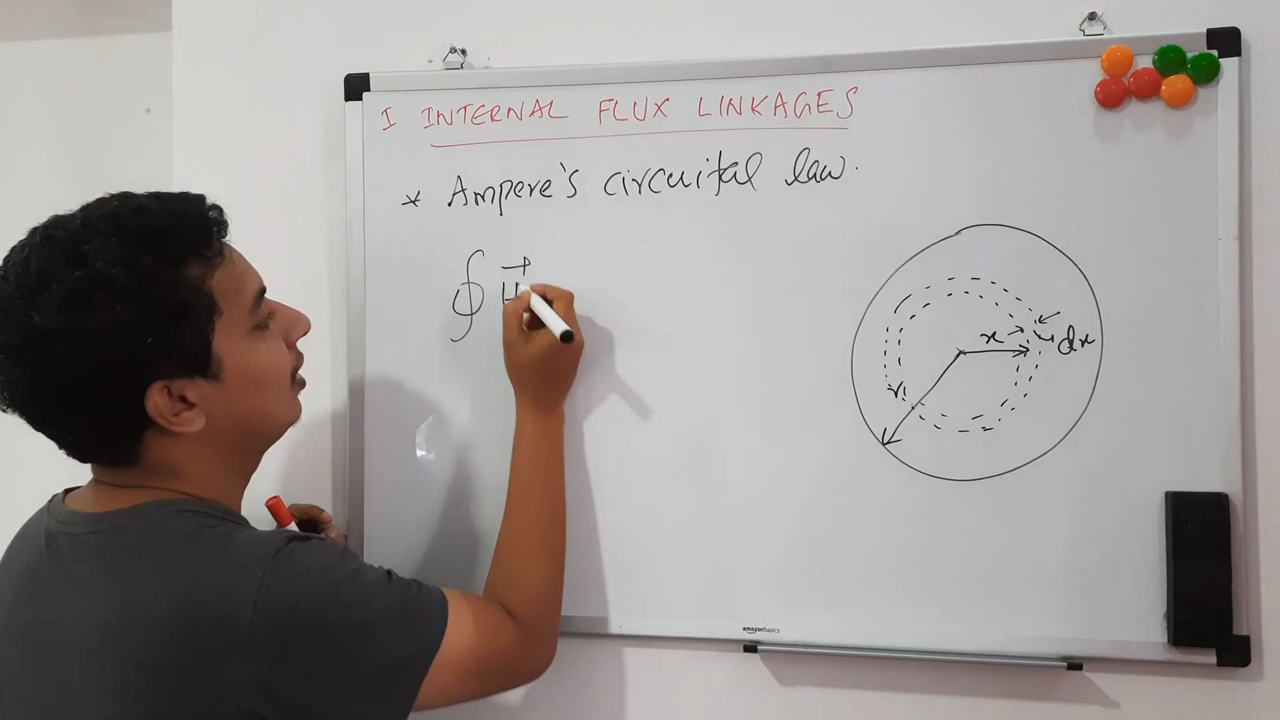 I INTERNAL FLUX LINKAGES
* Ampere's circuital law.
∮ H⃗
x
dx
r
amazonbasics